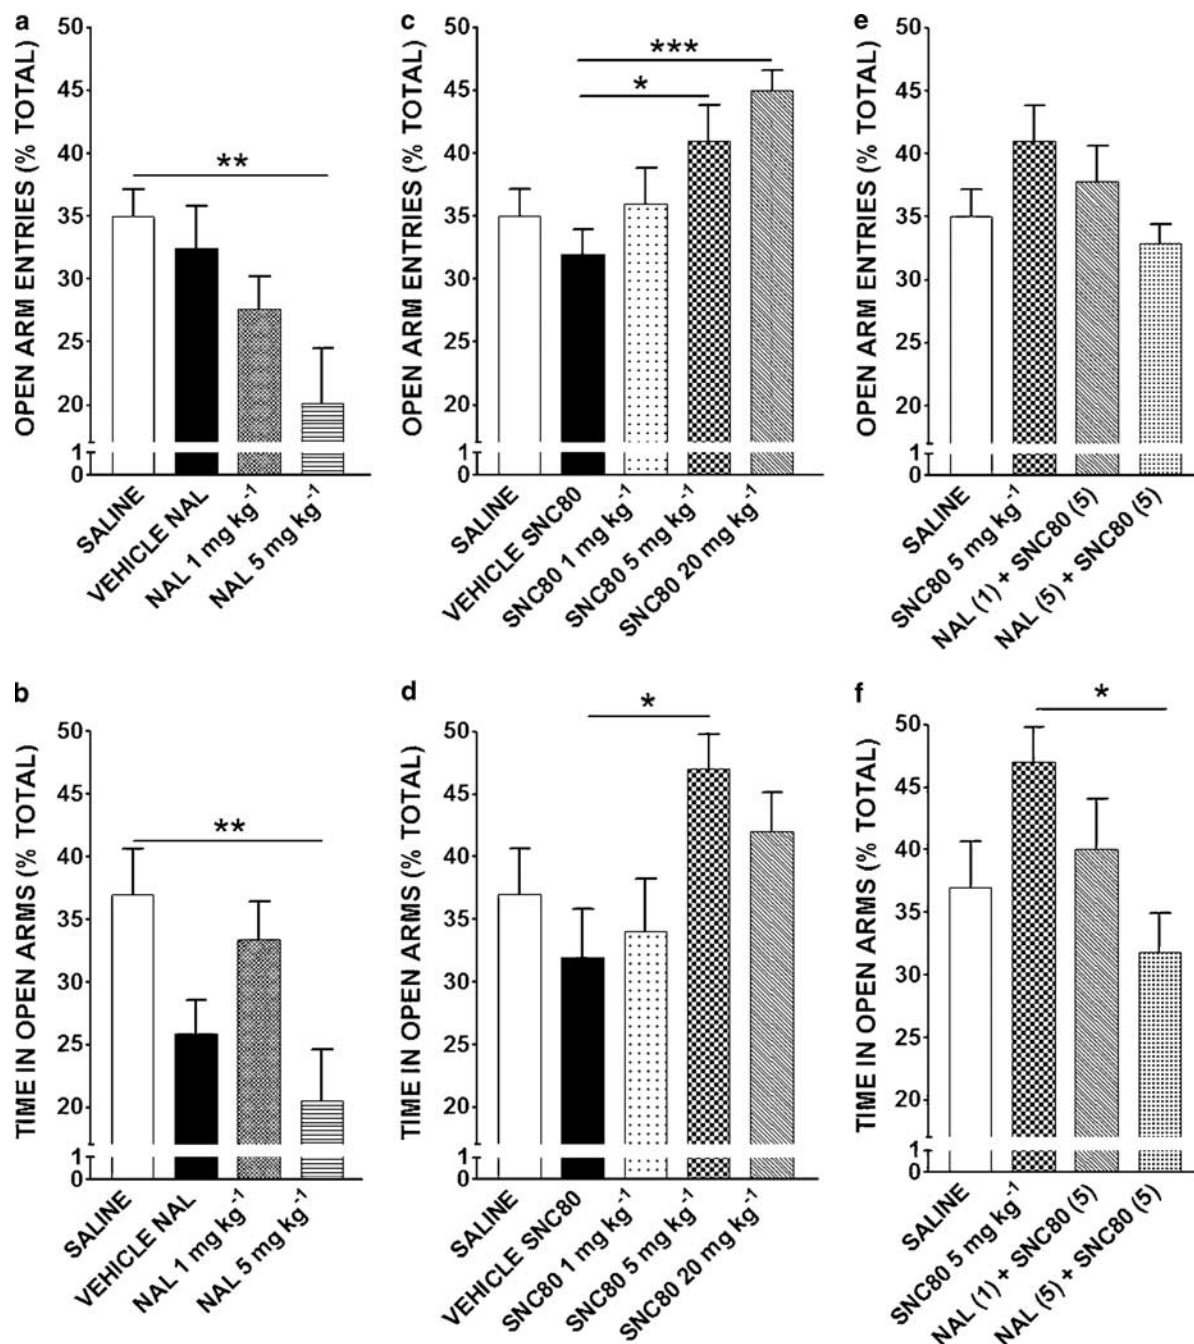 a
OPEN ARM ENTRIES (% TOTAL)
50
45
40
35
30
25
20
1
0
**
SALINE
VEHICLE NAL
NAL 1 mg kg⁻¹
NAL 5 mg kg⁻¹
c
OPEN ARM ENTRIES (% TOTAL)
50
45
40
35
30
25
20
1
0
***
*
SALINE
VEHICLE SNC80
SNC80 1 mg kg⁻¹
SNC80 5 mg kg⁻¹
SNC80 20 mg kg⁻¹
e
OPEN ARM ENTRIES (% TOTAL)
50
45
40
35
30
25
20
1
0
SALINE
SNC80 5 mg kg⁻¹
NAL (1) + SNC80 (5)
NAL (5) + SNC80 (5)
b
TIME IN OPEN ARMS (% TOTAL)
50
45
40
35
30
25
20
1
0
**
SALINE
VEHICLE NAL
NAL 1 mg kg⁻¹
NAL 5 mg kg⁻¹
d
TIME IN OPEN ARMS (% TOTAL)
50
45
40
35
30
25
20
1
0
*
SALINE
VEHICLE SNC80
SNC80 1 mg kg⁻¹
SNC80 5 mg kg⁻¹
SNC80 20 mg kg⁻¹
f
TIME IN OPEN ARMS (% TOTAL)
50
45
40
35
30
25
20
1
0
*
SALINE
SNC80 5 mg kg⁻¹
NAL (1) + SNC80 (5)
NAL (5) + SNC80 (5)